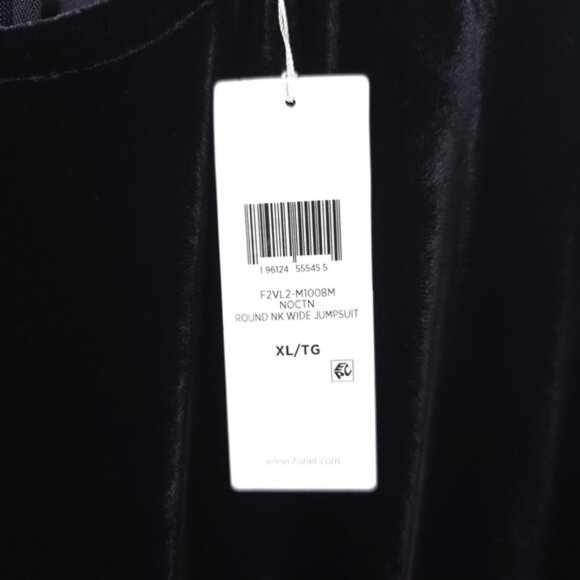 1 96124 55545 5
F2VL2-M1008M
NOCTN
ROUND NK WIDE JUMPSUIT
XL/TG
eileenfisher.com